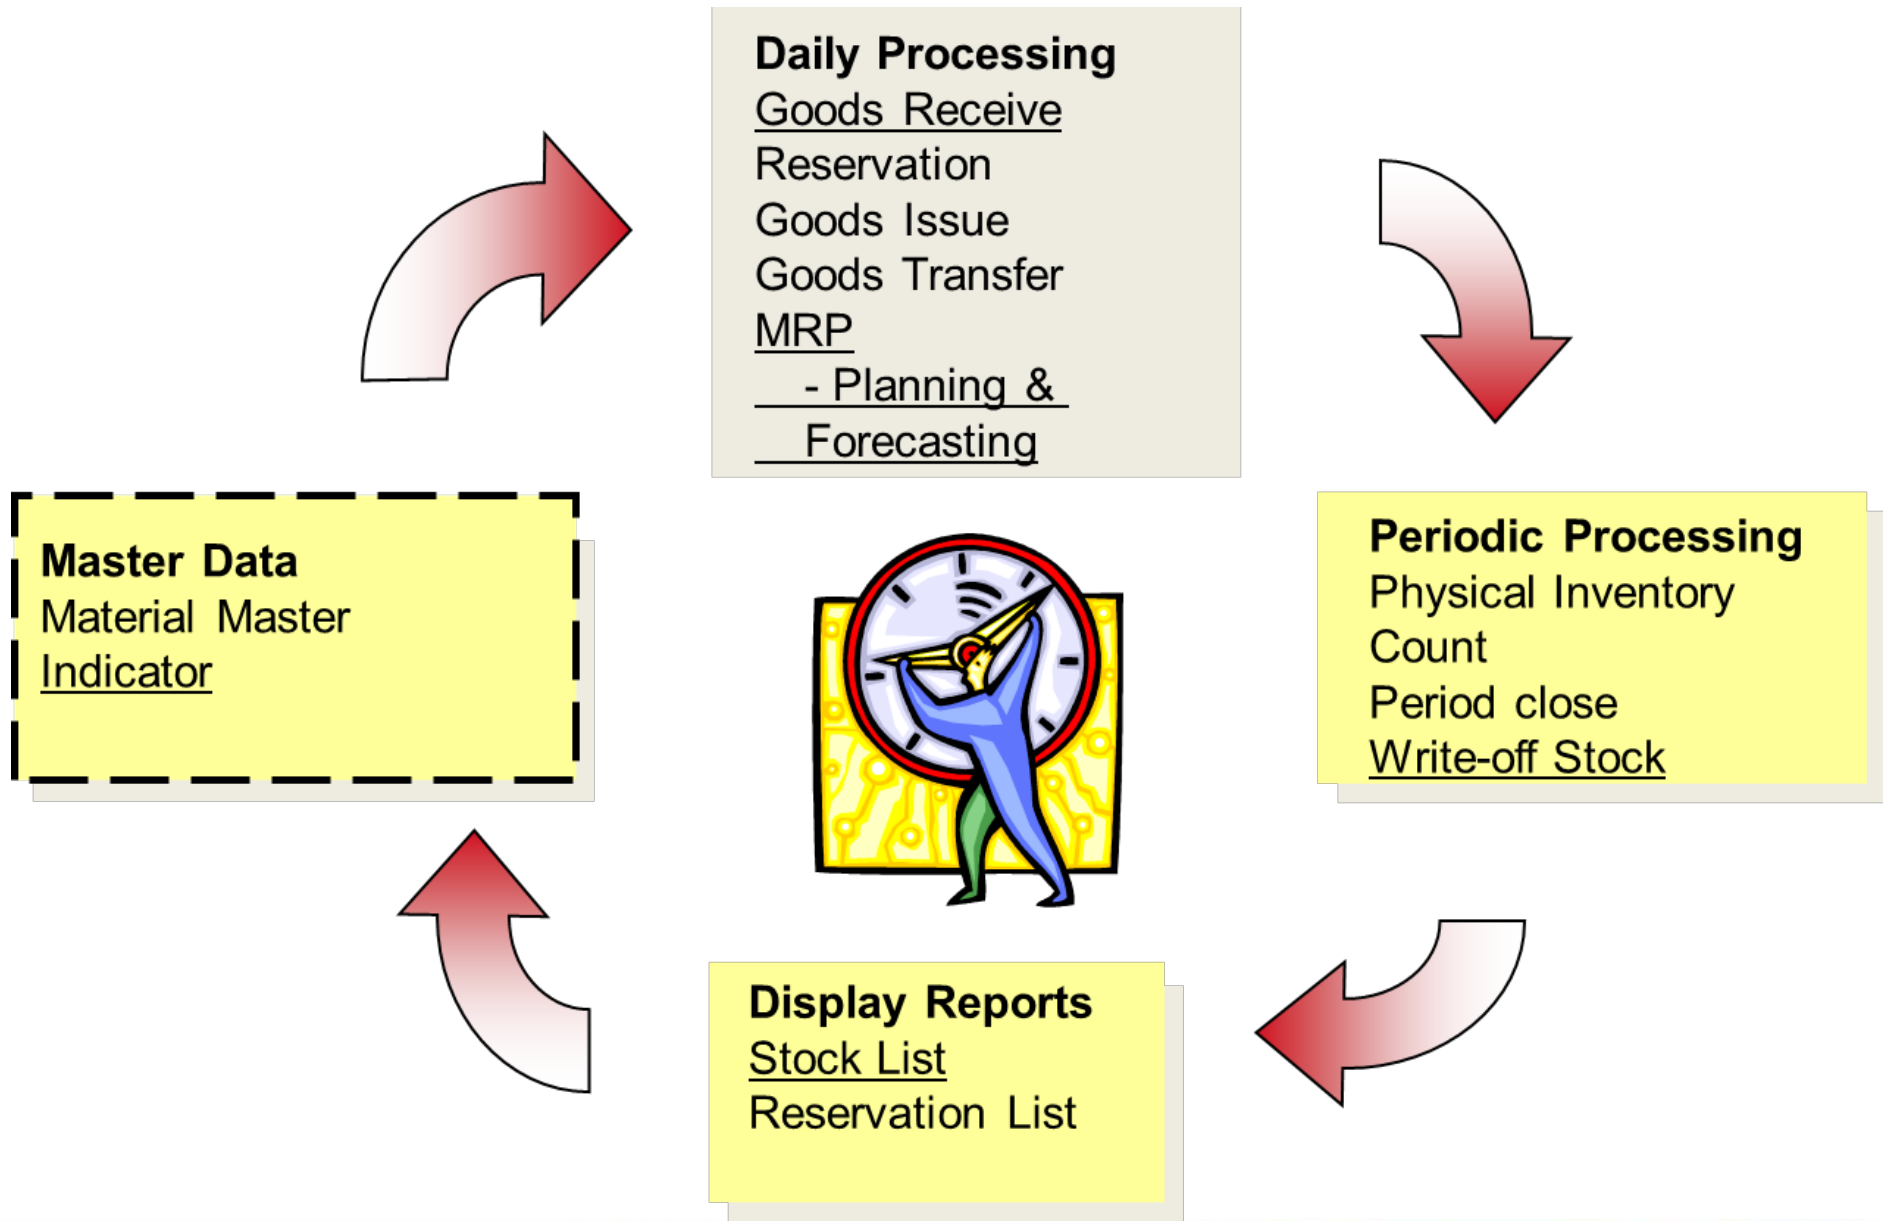 Daily Processing
Goods Receive
Reservation
Goods Issue
Goods Transfer
MRP
- Planning &
Forecasting
Master Data
Material Master
Indicator
Periodic Processing
Physical Inventory
Count
Period close
Write-off Stock
Display Reports
Stock List
Reservation List